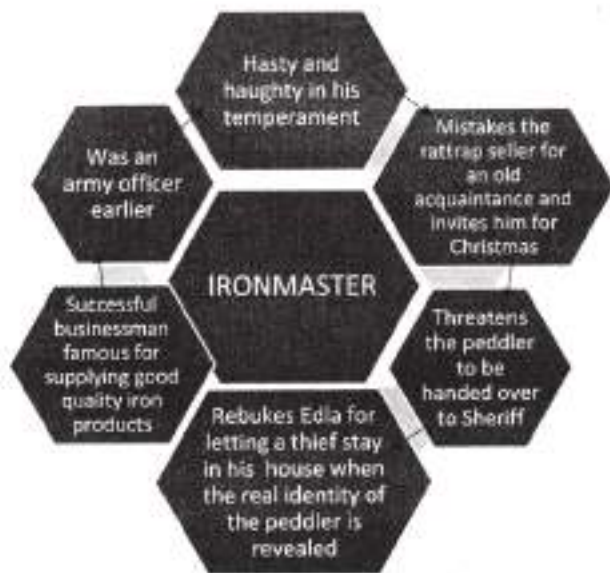 Hasty and
haughty in his
temperament
Mistakes the
rattrap seller for
an old
acquaintance and
invites him for
Christmas
Threatens
the peddler
to be
handed over
to Sheriff
Rebukes Edla for
letting a thief stay
in his house when
the real identity of
the peddler is
revealed
Successful
businessman
famous for
supplying good
quality iron
products
Was an
army officer
earlier
IRONMASTER